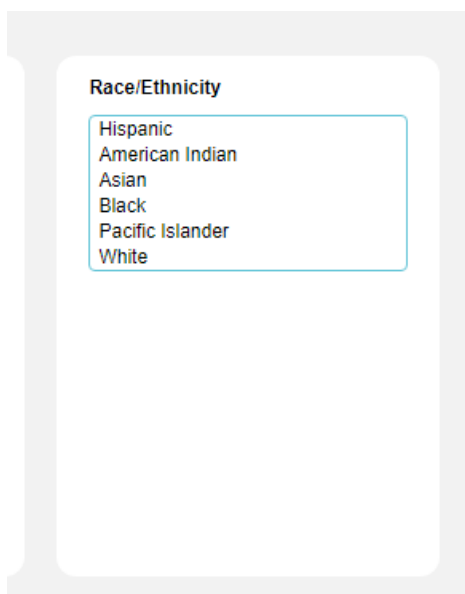 Race/Ethnicity
Hispanic
American Indian
Asian
Black
Pacific Islander
White